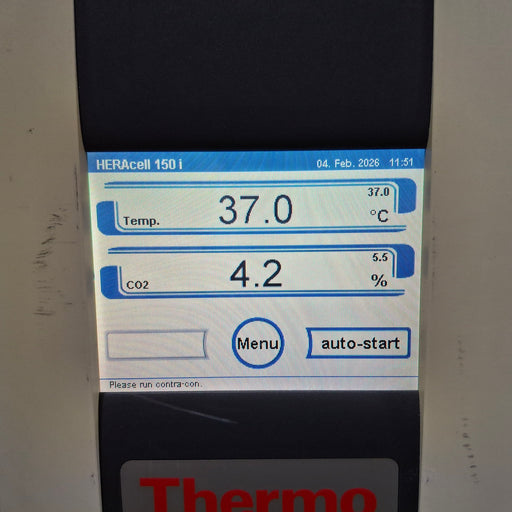 HERAcell 150 i 04. Feb. 2026 11:51
37.0
Temp. 37.0 °C
5.5
CO2 4.2 %
Menu auto-start
Please run contra-con.
Thermo